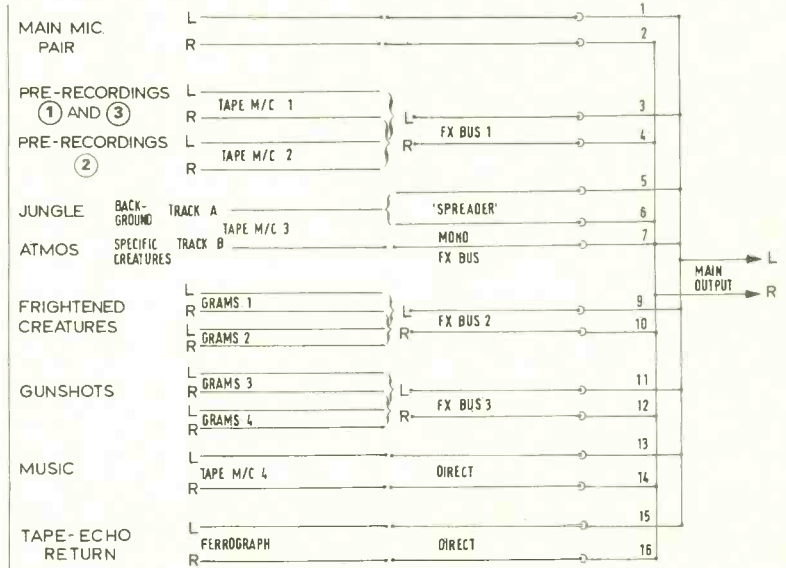 MAIN MIC. PAIR
L 1
R 2
PRE-RECORDINGS ① AND ③
L
TAPE M/C 1
R
L 3
FX BUS 1
R 4
PRE-RECORDINGS ②
L
TAPE M/C 2
R
JUNGLE BACK-GROUND TRACK A
5
'SPREADER'
6
TAPE M/C 3
ATMOS SPECIFIC CREATURES TRACK B
MONO 7
FX BUS
MAIN OUTPUT
L
R
FRIGHTENED CREATURES
L
R GRAMS 1
L 9
FX BUS 2
L
R GRAMS 2
R 10
GUNSHOTS
L
R GRAMS 3
L 11
FX BUS 3
L
R GRAMS 4
R 12
MUSIC
L 13
TAPE M/C 4 DIRECT
R 14
TAPE-ECHO RETURN
L 15
FERROGRAPH DIRECT
R 16